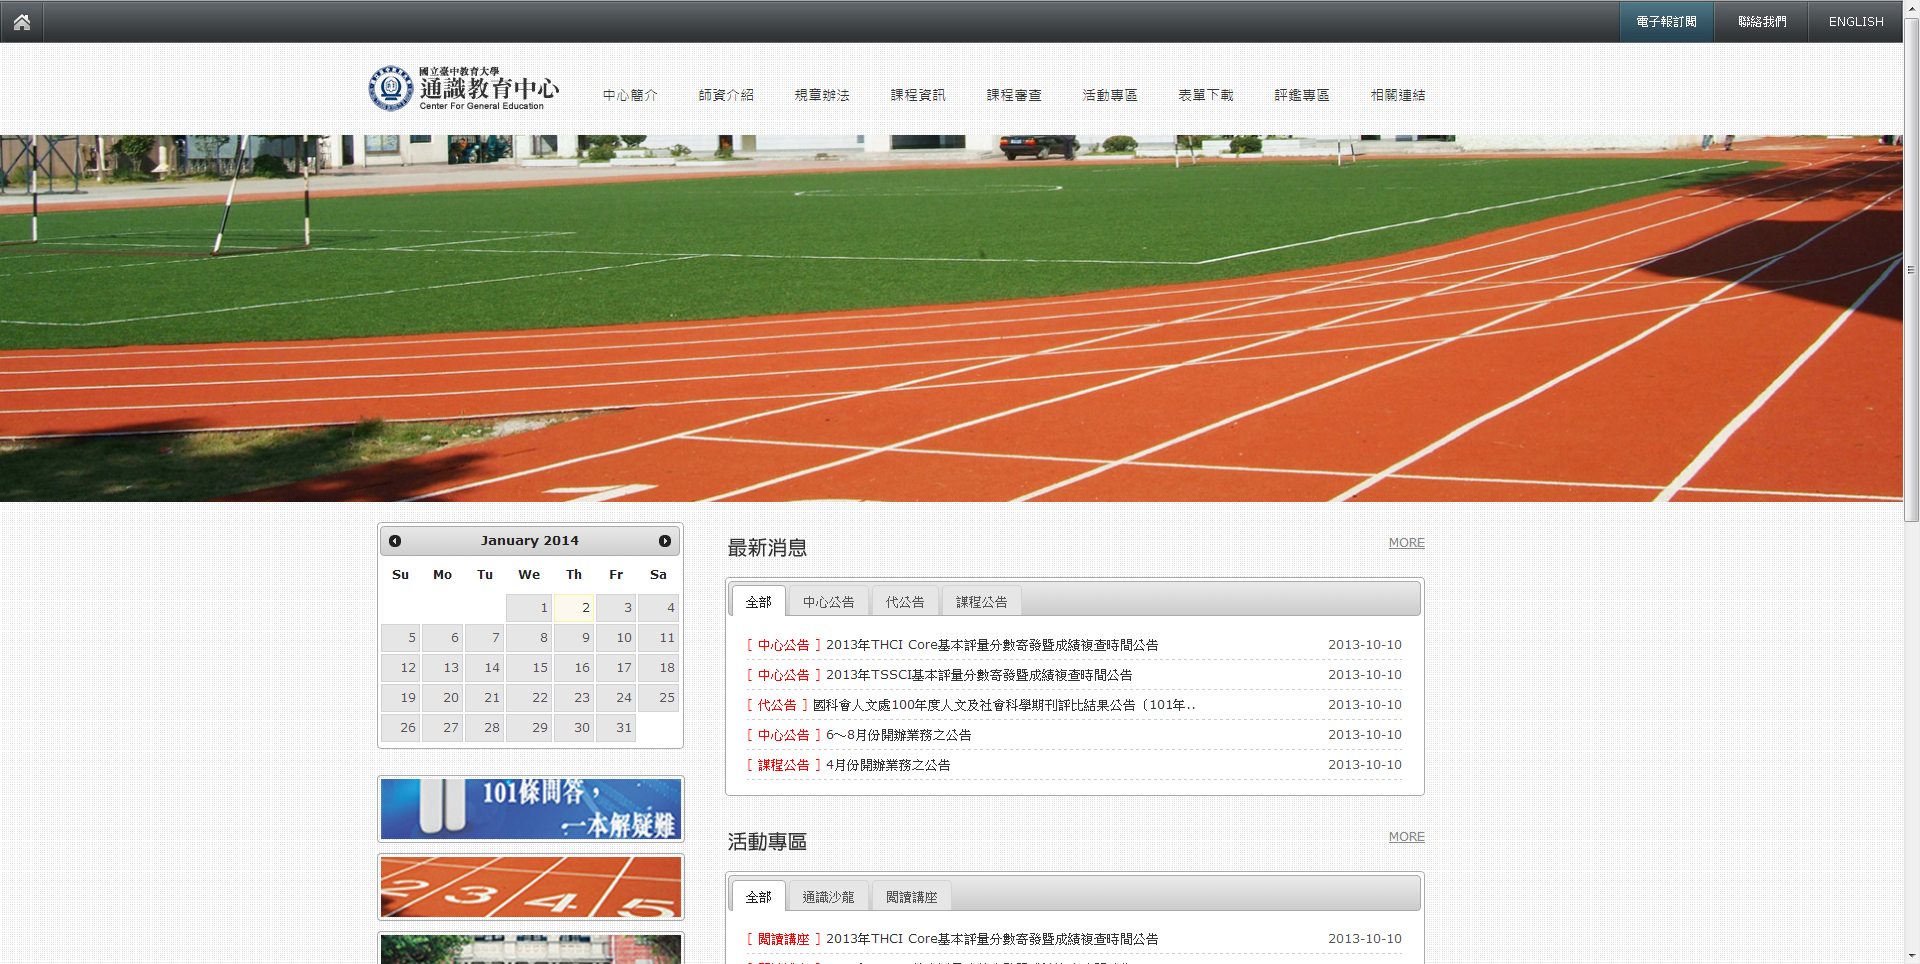 電子報訂閱 聯絡我們 ENGLISH
國立臺中教育大學
通識教育中心
Center For General Education
中心簡介 師資介紹 規章辦法 課程資訊 課程審查 活動專區 表單下載 評鑑專區 相關連結
January 2014
Su Mo Tu We Th Fr Sa
1 2 3 4
5 6 7 8 9 10 11
12 13 14 15 16 17 18
19 20 21 22 23 24 25
26 27 28 29 30 31
101條問答，
一本解疑難
2 3 4 5
最新消息 MORE
全部 中心公告 代公告 課程公告
[ 中心公告 ] 2013年THCI Core基本評量分數寄發暨成績複查時間公告 2013-10-10
[ 中心公告 ] 2013年TSSCI基本評量分數寄發暨成績複查時間公告 2013-10-10
[ 代公告 ] 國科會人文處100年度人文及社會科學期刊評比結果公告（101年.. 2013-10-10
[ 中心公告 ] 6～8月份開辦業務之公告 2013-10-10
[ 課程公告 ] 4月份開辦業務之公告 2013-10-10
活動專區 MORE
全部 通識沙龍 閱讀講座
[ 閱讀講座 ] 2013年THCI Core基本評量分數寄發暨成績複查時間公告 2013-10-10